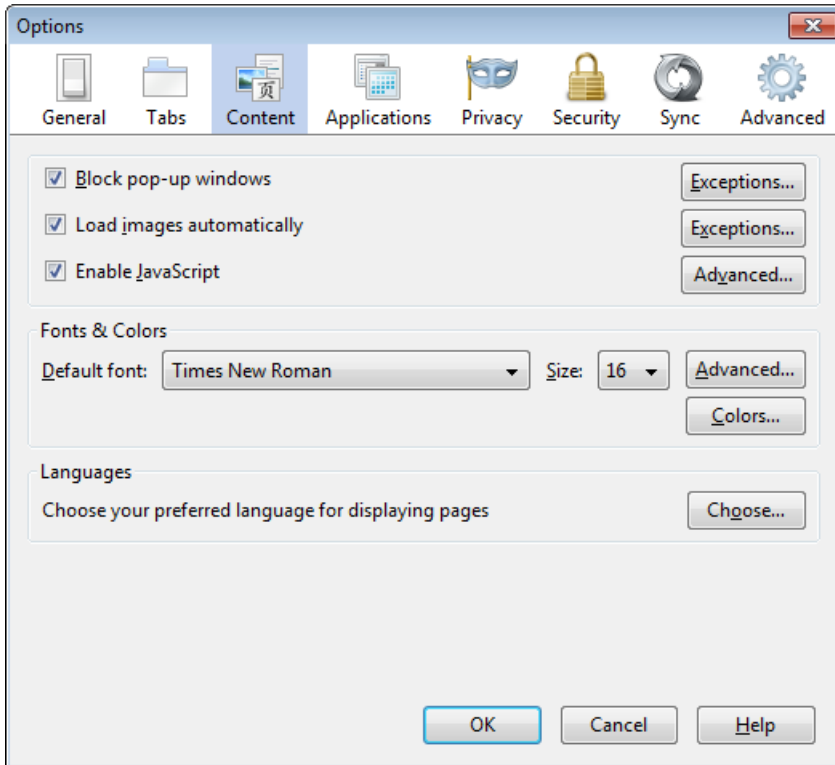 Options
页
General Tabs Content Applications Privacy Security Sync Advanced
Block pop-up windows Exceptions...
Load images automatically Exceptions...
Enable JavaScript Advanced...
Fonts & Colors
Default font: Times New Roman Size: 16 Advanced...
Colors...
Languages
Choose your preferred language for displaying pages Choose...
OK Cancel Help